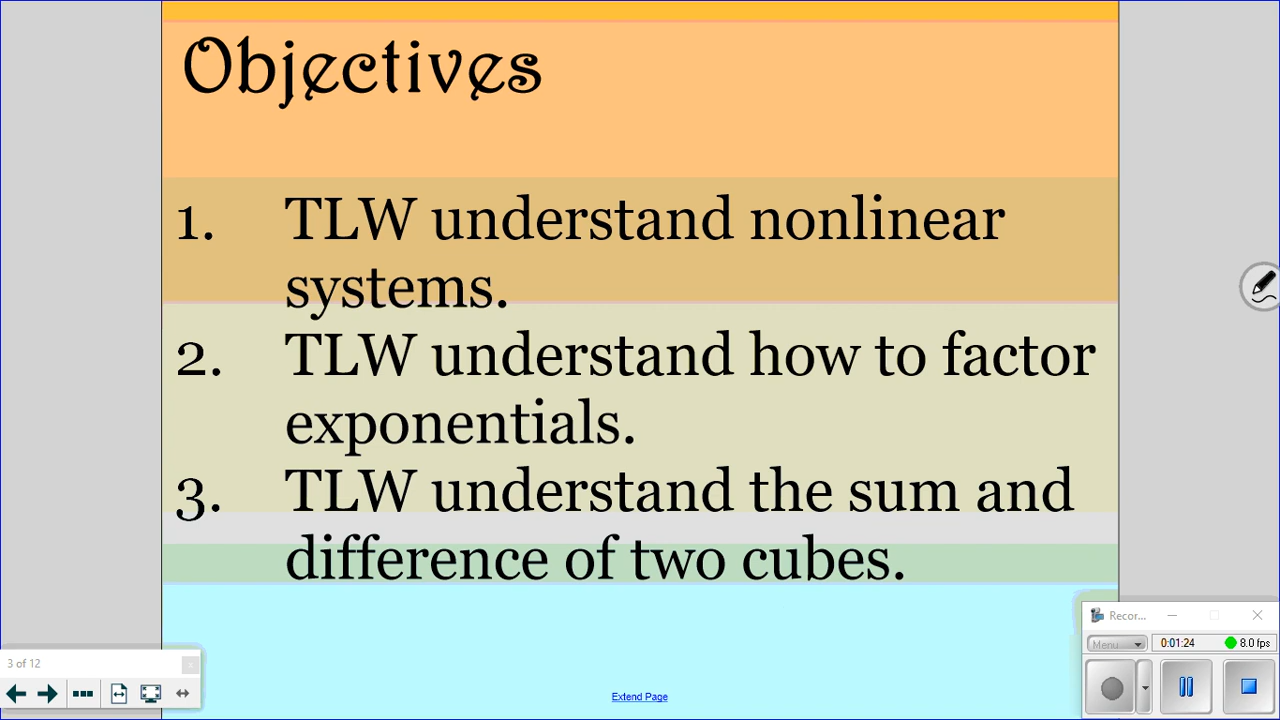 Objectives
1. TLW understand nonlinear
systems.
2. TLW understand how to factor
exponentials.
3. TLW understand the sum and
difference of two cubes.
Recor...
Menu
0:01:24
8.0 fps
3 of 12
x
Extend Page